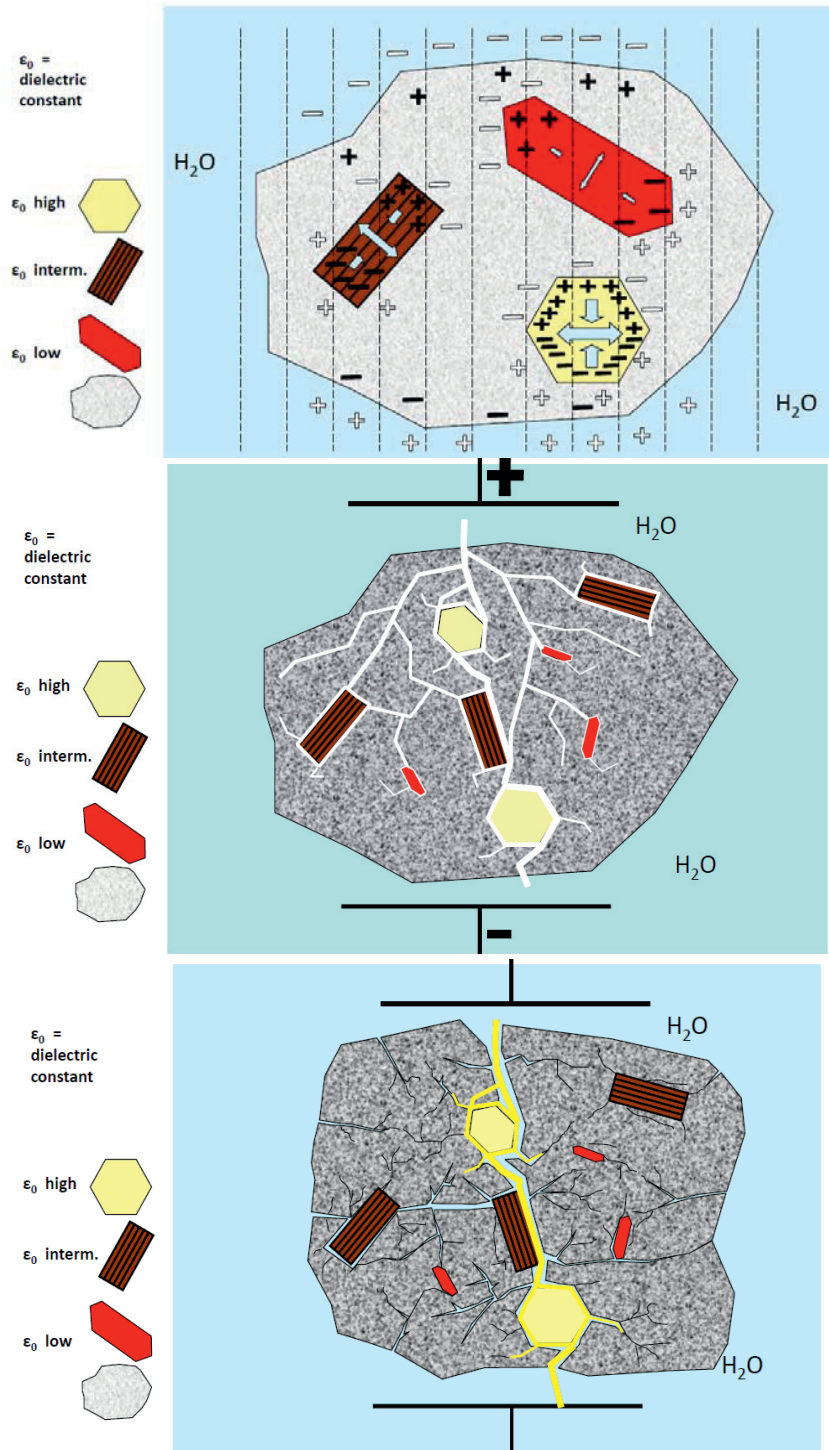 ε₀ =
dielectric
constant
H₂O
ε₀ high
ε₀ interm.
ε₀ low
H₂O
+
ε₀ =
dielectric
constant
H₂O
ε₀ high
ε₀ interm.
ε₀ low
H₂O
-
ε₀ =
dielectric
constant
H₂O
ε₀ high
ε₀ interm.
ε₀ low
H₂O